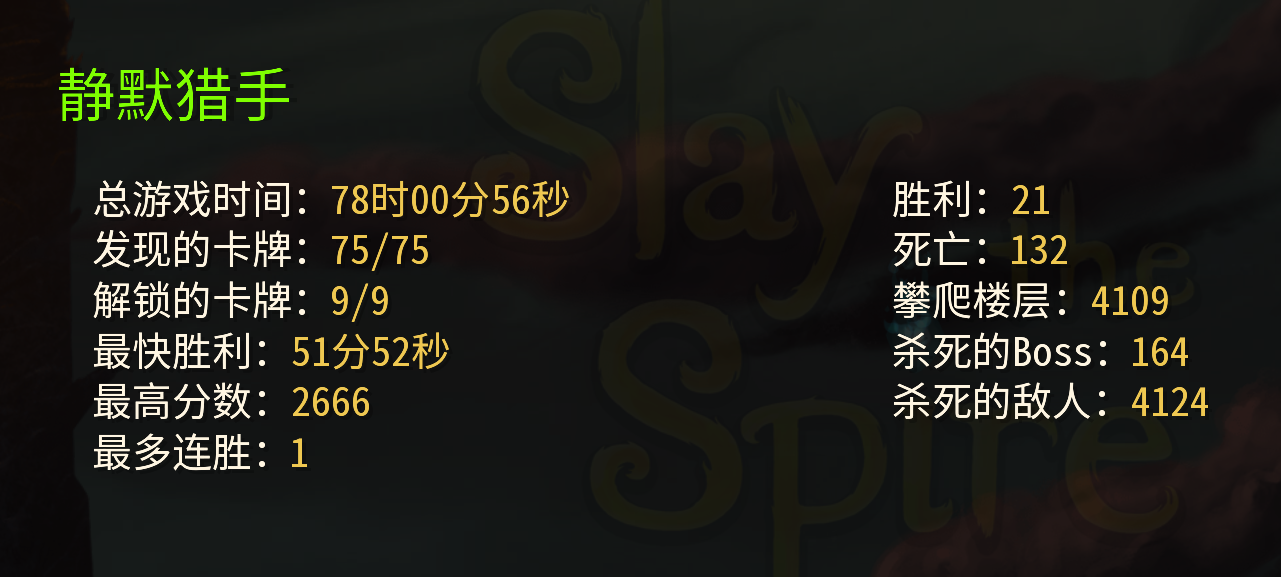 静默猎手
总游戏时间：78时00分56秒
发现的卡牌：75/75
解锁的卡牌：9/9
最快胜利：51分52秒
最高分数：2666
最多连胜：1
胜利：21
死亡：132
攀爬楼层：4109
杀死的Boss：164
杀死的敌人：4124
Slay
the
Spire